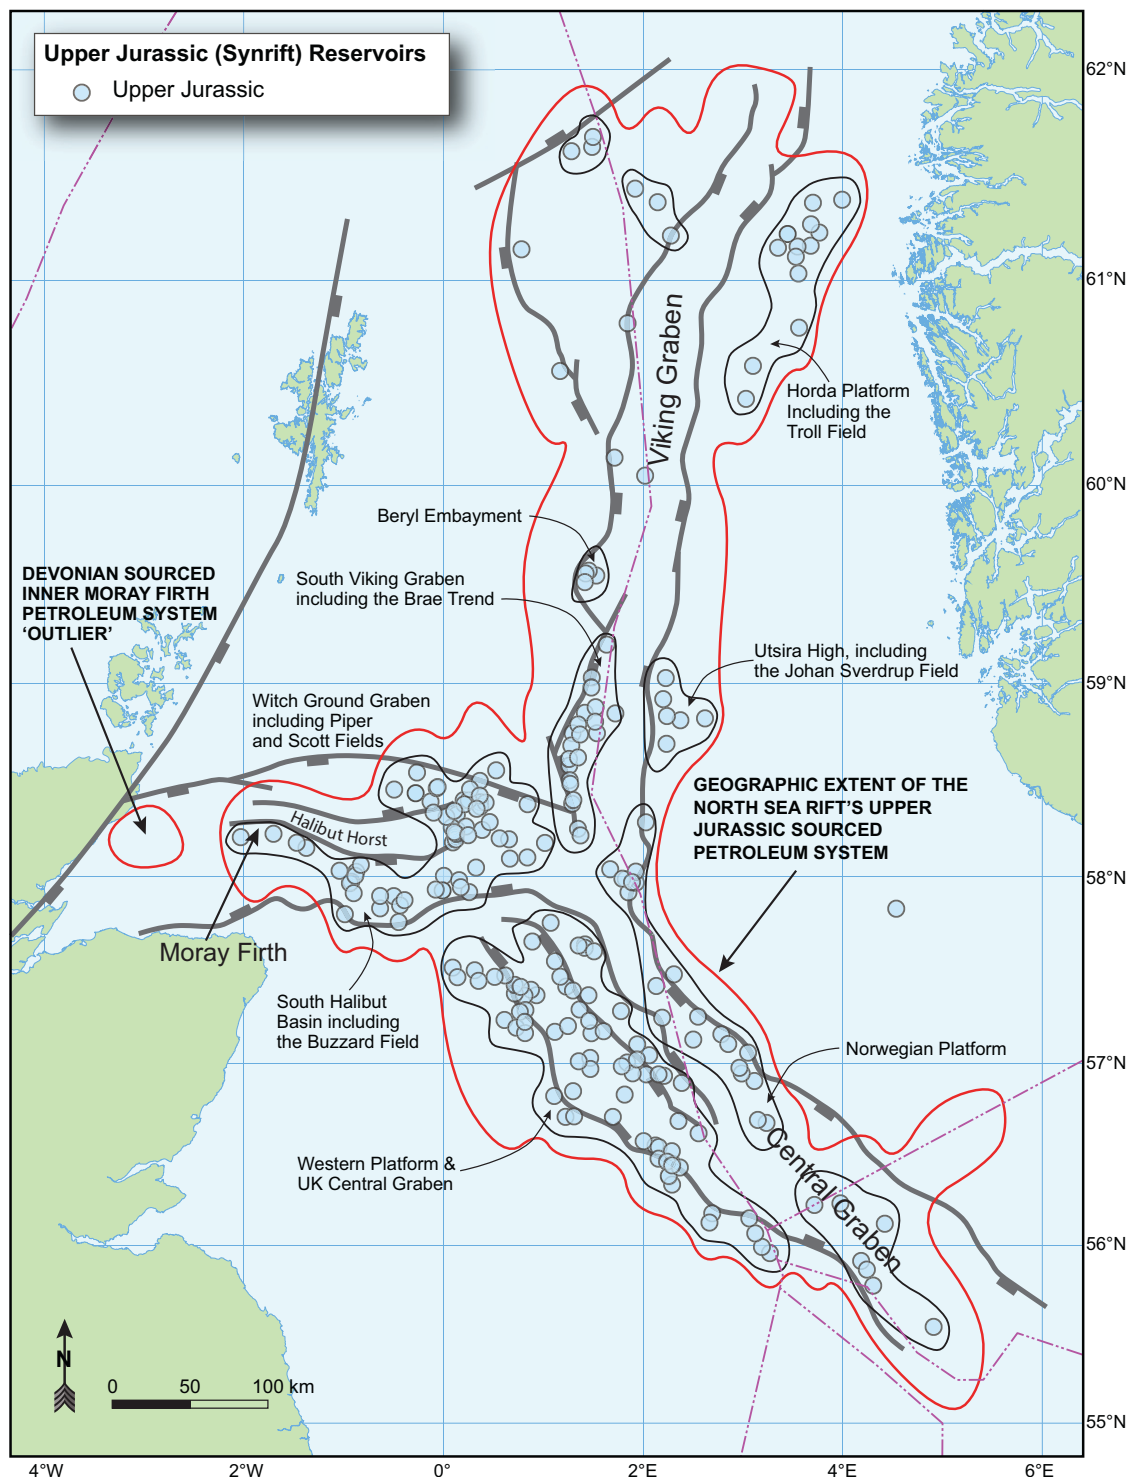 Upper Jurassic (Synrift) Reservoirs
Upper Jurassic
62°N
61°N
Viking Graben
Horda Platform
Including the
Troll Field
60°N
Beryl Embayment
South Viking Graben
including the Brae Trend
DEVONIAN SOURCED
INNER MORAY FIRTH
PETROLEUM SYSTEM
‘OUTLIER’
Utsira High, including
the Johan Sverdrup Field
59°N
Witch Ground Graben
including Piper
and Scott Fields
GEOGRAPHIC EXTENT OF THE
NORTH SEA RIFT'S UPPER
JURASSIC SOURCED
PETROLEUM SYSTEM
Halibut Horst
58°N
Moray Firth
South Halibut
Basin including
the Buzzard Field
Norwegian Platform
57°N
Central Graben
Western Platform &
UK Central Graben
56°N
N
0 50 100 km
55°N
4°W 2°W 0° 2°E 4°E 6°E